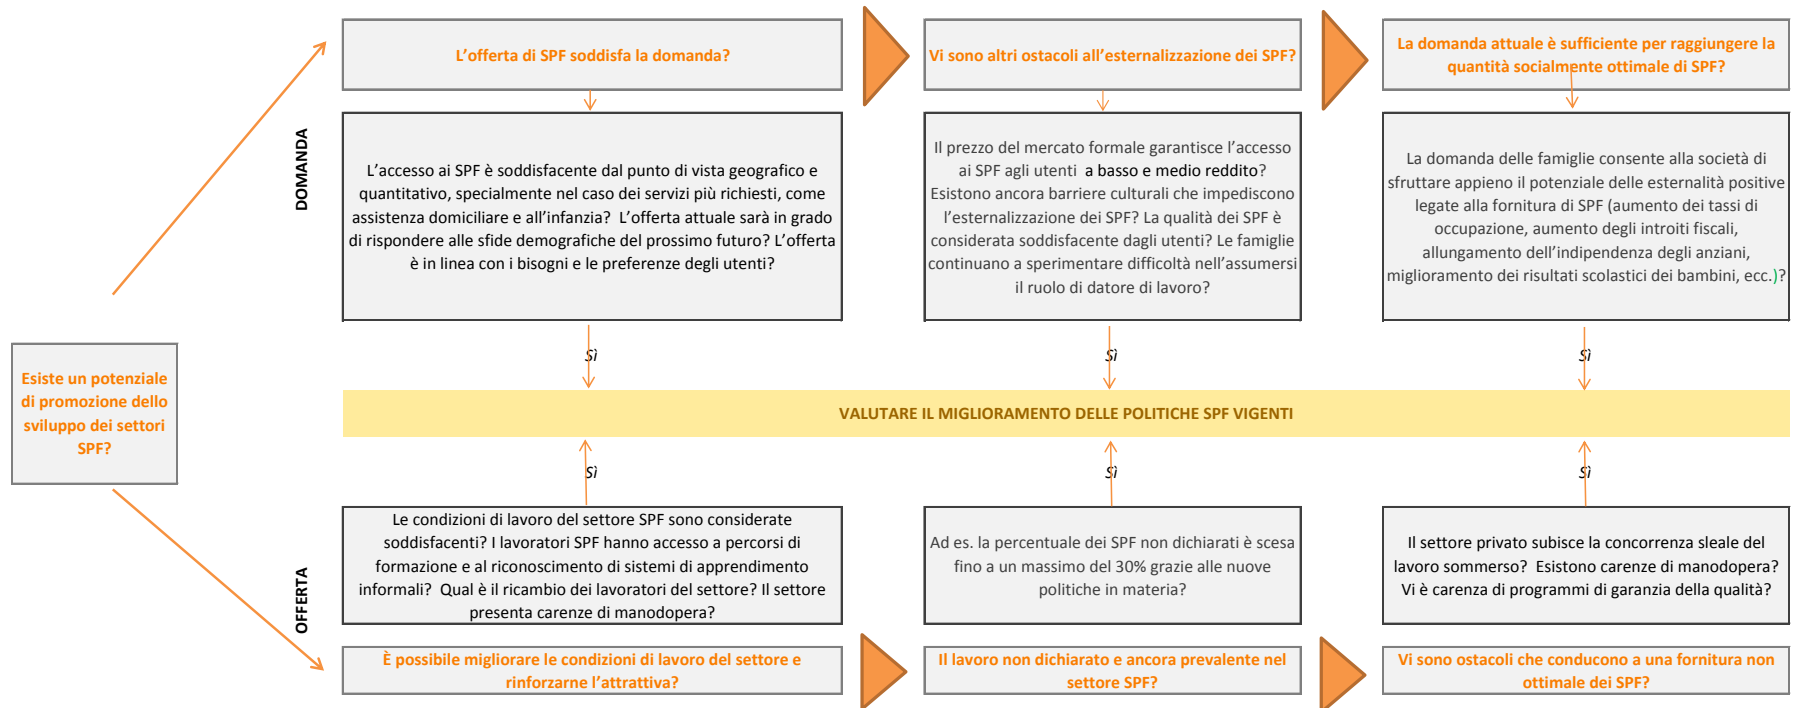 L'offerta di SPF soddisfa la domanda?
Vi sono altri ostacoli all'esternalizzazione dei SPF?
La domanda attuale è sufficiente per raggiungere la
quantità socialmente ottimale di SPF?
DOMANDA
L'accesso ai SPF è soddisfacente dal punto di vista geografico e
quantitativo, specialmente nel caso dei servizi più richiesti, come
assistenza domiciliare e all'infanzia? L'offerta attuale sarà in grado
di rispondere alle sfide demografiche del prossimo futuro? L'offerta
è in linea con i bisogni e le preferenze degli utenti?
Il prezzo del mercato formale garantisce l'accesso
ai SPF agli utenti a basso e medio reddito?
Esistono ancora barriere culturali che impediscono
l'esternalizzazione dei SPF? La qualità dei SPF è
considerata soddisfacente dagli utenti? Le famiglie
continuano a sperimentare difficoltà nell'assumersi
il ruolo di datore di lavoro?
La domanda delle famiglie consente alla società di
sfruttare appieno il potenziale delle esternalità positive
legate alla fornitura di SPF (aumento dei tassi di
occupazione, aumento degli introiti fiscali,
allungamento dell'indipendenza degli anziani,
miglioramento dei risultati scolastici dei bambini, ecc.)?
Sì
Sì
Sì
Esiste un potenziale
di promozione dello
sviluppo dei settori
SPF?
VALUTARE IL MIGLIORAMENTO DELLE POLITICHE SPF VIGENTI
Sì
Sì
Sì
OFFERTA
Le condizioni di lavoro del settore SPF sono considerate
soddisfacenti? I lavoratori SPF hanno accesso a percorsi di
formazione e al riconoscimento di sistemi di apprendimento
informali? Qual è il ricambio dei lavoratori del settore? Il settore
presenta carenze di manodopera?
Ad es. la percentuale dei SPF non dichiarati è scesa
fino a un massimo del 30% grazie alle nuove
politiche in materia?
Il settore privato subisce la concorrenza sleale del
lavoro sommerso? Esistono carenze di manodopera?
Vi è carenza di programmi di garanzia della qualità?
È possibile migliorare le condizioni di lavoro del settore e
rinforzarne l'attrattiva?
Il lavoro non dichiarato e ancora prevalente nel
settore SPF?
Vi sono ostacoli che conducono a una fornitura non
ottimale dei SPF?